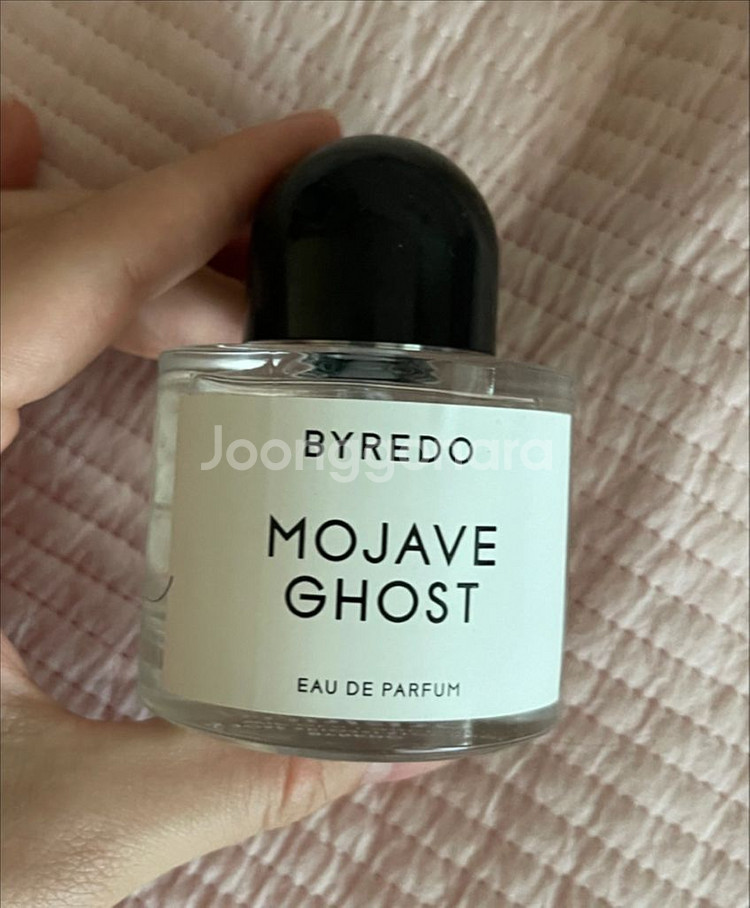 BYREDO
Joonggonara
MOJAVE
GHOST
EAU DE PARFUM